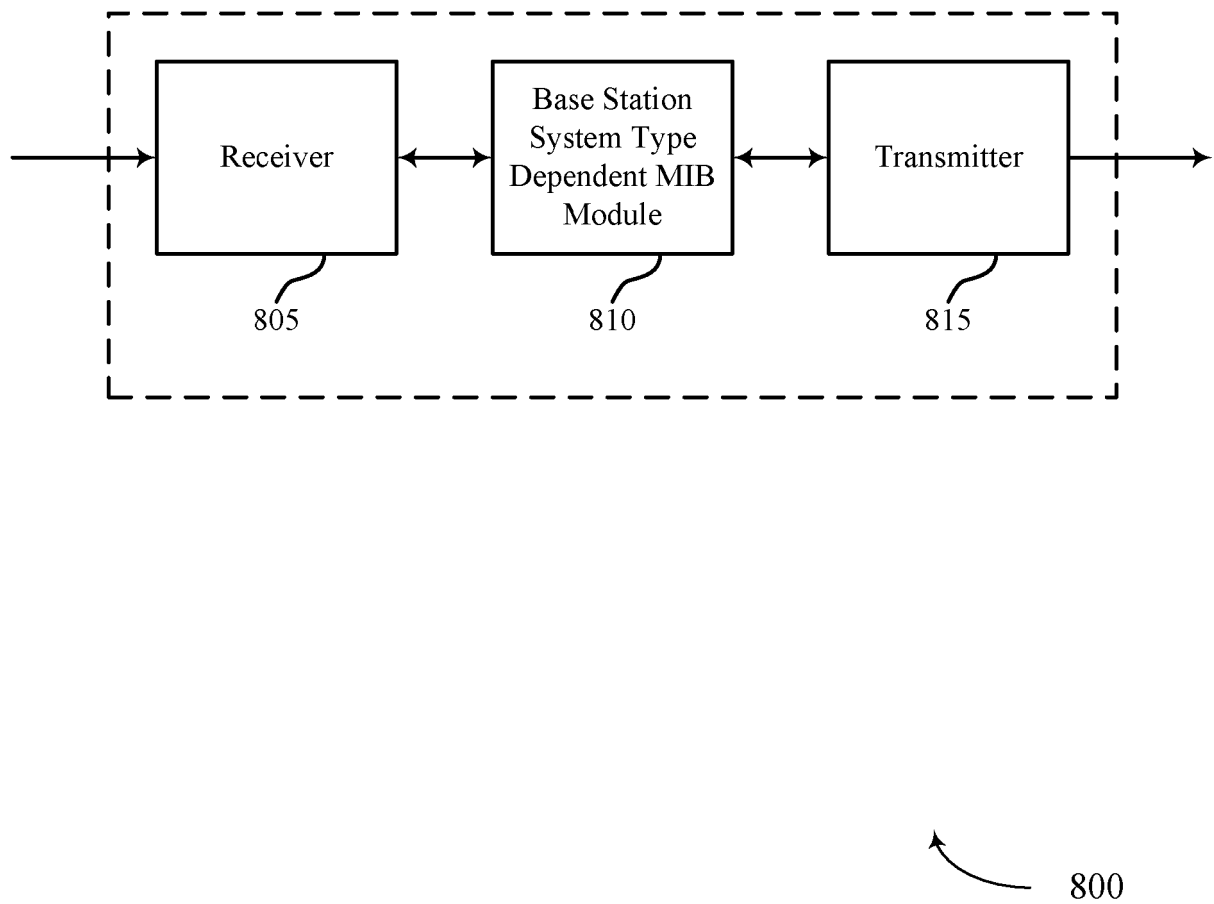 Receiver
Base Station
System Type
Dependent MIB
Module
Transmitter
805
810
815
800